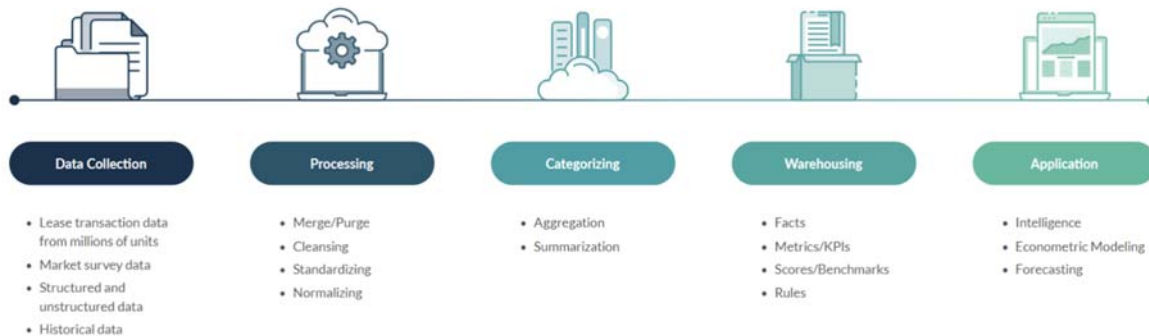 Data Collection
Processing
Categorizing
Warehousing
Application
• Lease transaction data
from millions of units
• Market survey data
• Structured and
unstructured data
• Historical data
• Merge/Purge
• Cleansing
• Standardizing
• Normalizing
• Aggregation
• Summarization
• Facts
• Metrics/KPIs
• Scores/Benchmarks
• Rules
• Intelligence
• Econometric Modeling
• Forecasting